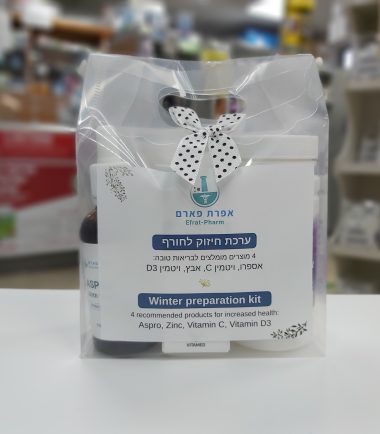 אפרת פארם
Efrat-Pharm
ערכת חיזוק לחורף
4 מוצרים מומלצים לבריאות טובה:
אספרו, ויטמין C, אבץ, ויטמין D3
Winter preparation kit
4 recommended products for increased health:
Aspro, Zinc, Vitamin C, Vitamin D3
VITAMED